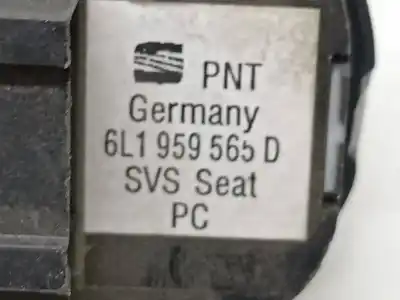 PNT
Germany
6L1 959 565 D
SVS Seat
PC